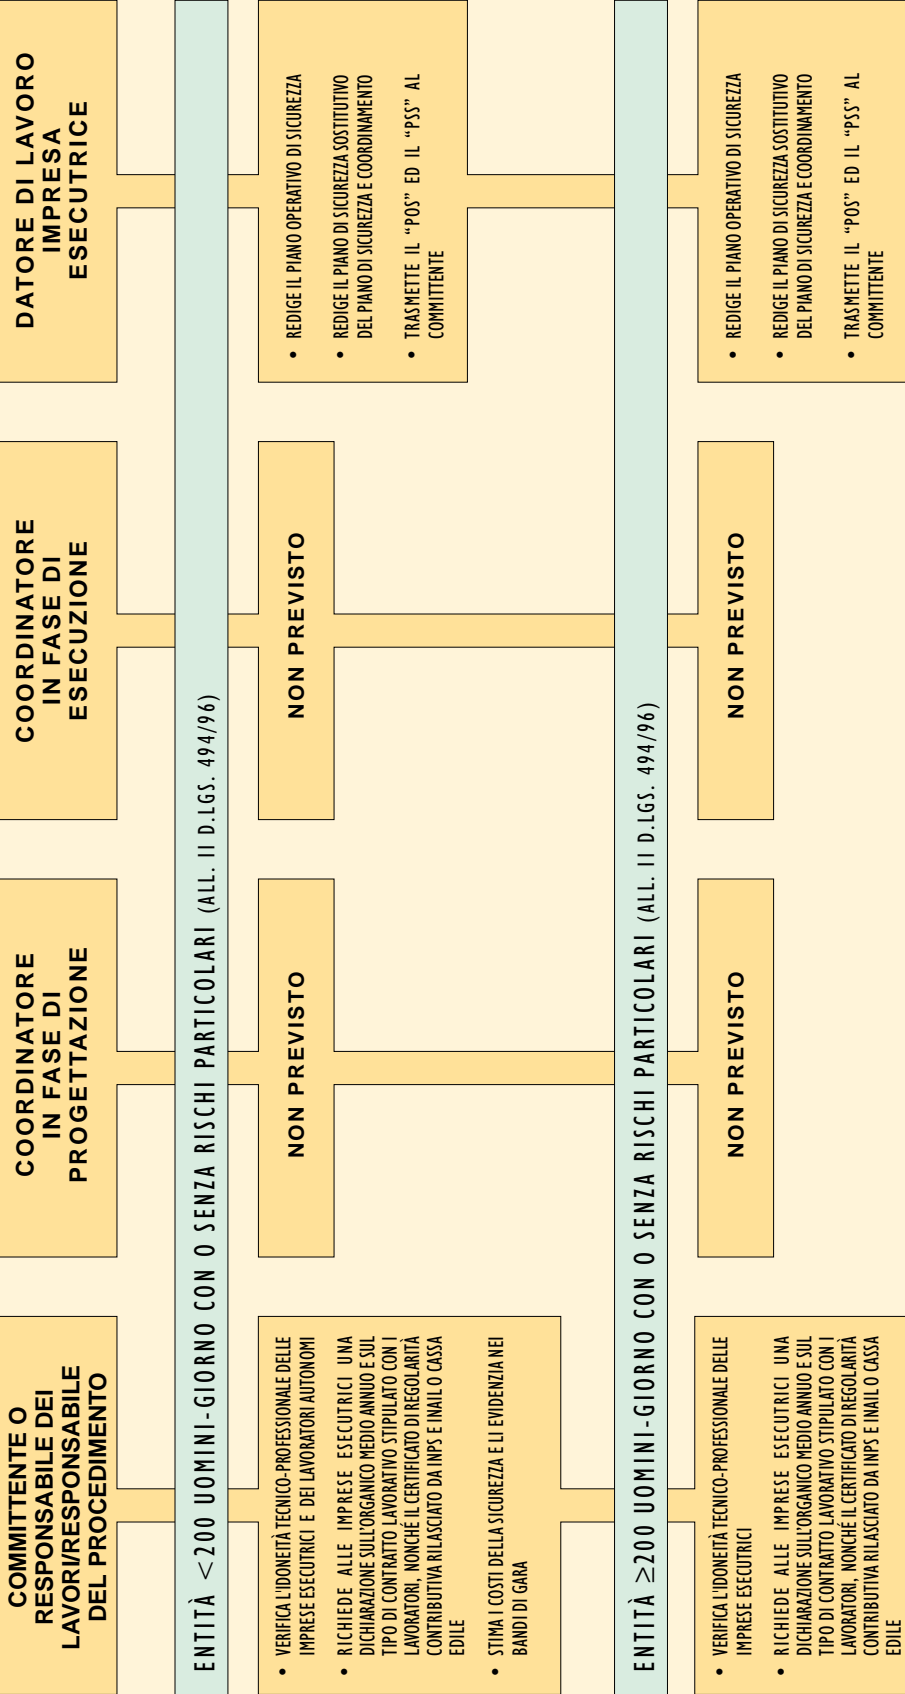 COMMITTENTE O
RESPONSABILE DEI
LAVORI/RESPONSABILE
DEL PROCEDIMENTO
COORDINATORE
IN FASE DI
PROGETTAZIONE
COORDINATORE
IN FASE DI
ESECUZIONE
DATORE DI LAVORO
IMPRESA
ESECUTRICE
ENTITÀ <200 UOMINI-GIORNO CON O SENZA RISCHI PARTICOLARI (ALL. II D.LGS. 494/96)
• VERIFICA L'IDONEITÀ TECNICO-PROFESSIONALE DELLE
IMPRESE ESECUTRICI E DEI LAVORATORI AUTONOMI
• RICHIEDE ALLE IMPRESE ESECUTRICI UNA
DICHIARAZIONE SULL'ORGANICO MEDIO ANNUO E SUL
TIPO DI CONTRATTO LAVORATIVO STIPULATO CON I
LAVORATORI, NONCHÉ IL CERTIFICATO DI REGOLARITÀ
CONTRIBUTIVA RILASCIATO DA INPS E INAIL O CASSA
EDILE
• STIMA I COSTI DELLA SICUREZZA E LI EVIDENZIA NEI
BANDI DI GARA
NON PREVISTO
NON PREVISTO
• REDIGE IL PIANO OPERATIVO DI SICUREZZA
• REDIGE IL PIANO DI SICUREZZA SOSTITUTIVO
DEL PIANO DI SICUREZZA E COORDINAMENTO
• TRASMETTE IL “POS” ED IL “PSS” AL
COMMITTENTE
ENTITÀ ≥200 UOMINI-GIORNO CON O SENZA RISCHI PARTICOLARI (ALL. II D.LGS. 494/96)
• VERIFICA L'IDONEITÀ TECNICO-PROFESSIONALE DELLE
IMPRESE ESECUTRICI
• RICHIEDE ALLE IMPRESE ESECUTRICI UNA
DICHIARAZIONE SULL'ORGANICO MEDIO ANNUO E SUL
TIPO DI CONTRATTO LAVORATIVO STIPULATO CON I
LAVORATORI, NONCHÉ IL CERTIFICATO DI REGOLARITÀ
CONTRIBUTIVA RILASCIATO DA INPS E INAIL O CASSA
EDILE
NON PREVISTO
NON PREVISTO
• REDIGE IL PIANO OPERATIVO DI SICUREZZA
• REDIGE IL PIANO DI SICUREZZA SOSTITUTIVO
DEL PIANO DI SICUREZZA E COORDINAMENTO
• TRASMETTE IL “POS” ED IL “PSS” AL
COMMITTENTE